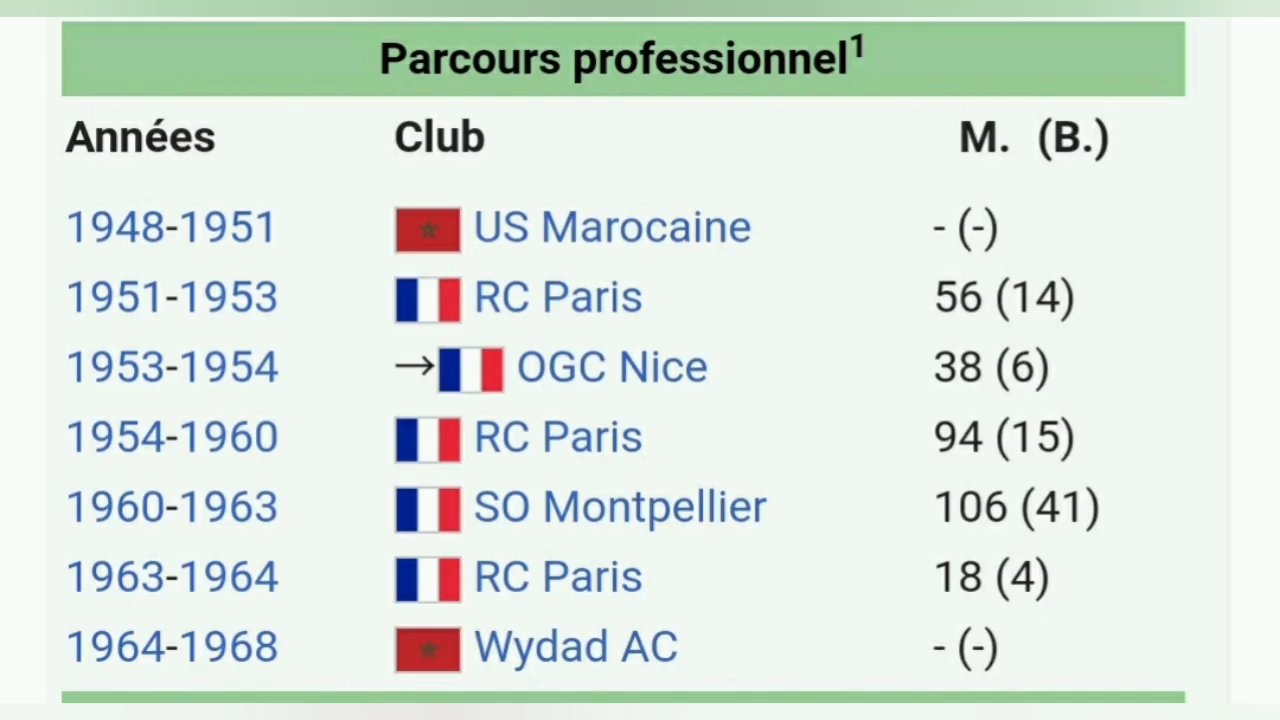 Parcours professionnel1
Années Club M. (B.)
1948-1951 US Marocaine - (-)
1951-1953 RC Paris 56 (14)
1953-1954 → OGC Nice 38 (6)
1954-1960 RC Paris 94 (15)
1960-1963 SO Montpellier 106 (41)
1963-1964 RC Paris 18 (4)
1964-1968 Wydad AC - (-)